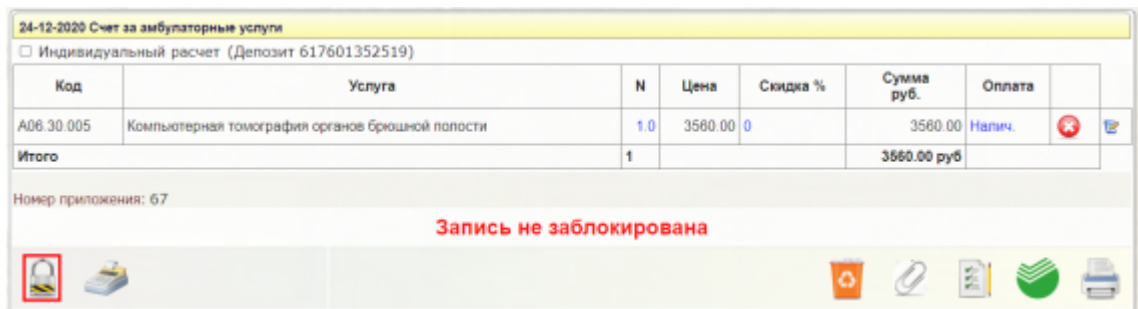 24-12-2020 Счет за амбулаторные услуги
Индивидуальный расчет (Депозит 617601352519)
Код Услуга N Цена Скидка % Сумма руб. Оплата
A06.30.005 Компьютерная томография органов брюшной полости 1.0 3560.00 0 3560.00 Налич.
Итого 1 3560.00 руб
Номер приложения: 67
Запись не заблокирована